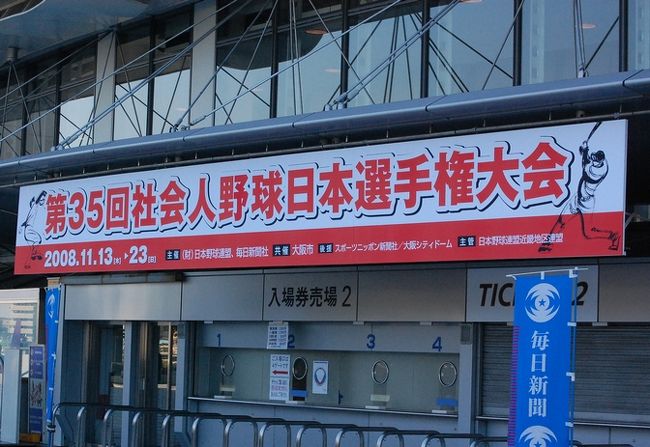 第35回社会人野球日本選手権大会
2008.11.13(木)→23(日) 主催 (財)日本野球連盟、毎日新聞社 共催 大阪市 後援 スポーツニッポン新聞社/大阪シティドーム 主管 日本野球連盟近畿地区連盟
入場券売場2
TIC 2
1 2 3 4
毎日新聞